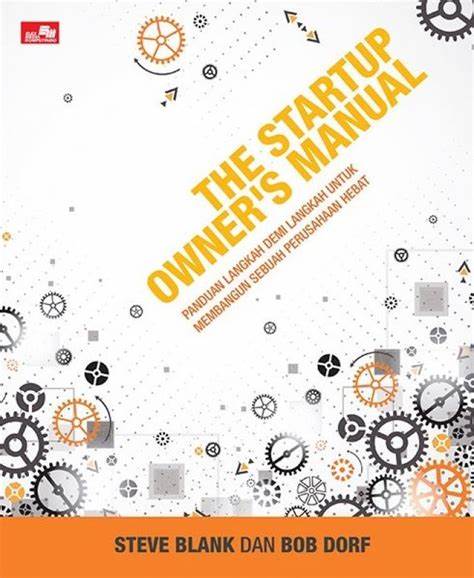 THE STARTUP
OWNER'S MANUAL
PANDUAN LANGKAH DEMI LANGKAH UNTUK
MEMBANGUN SEBUAH PERUSAHAAN HEBAT
STEVE BLANK DAN BOB DORF